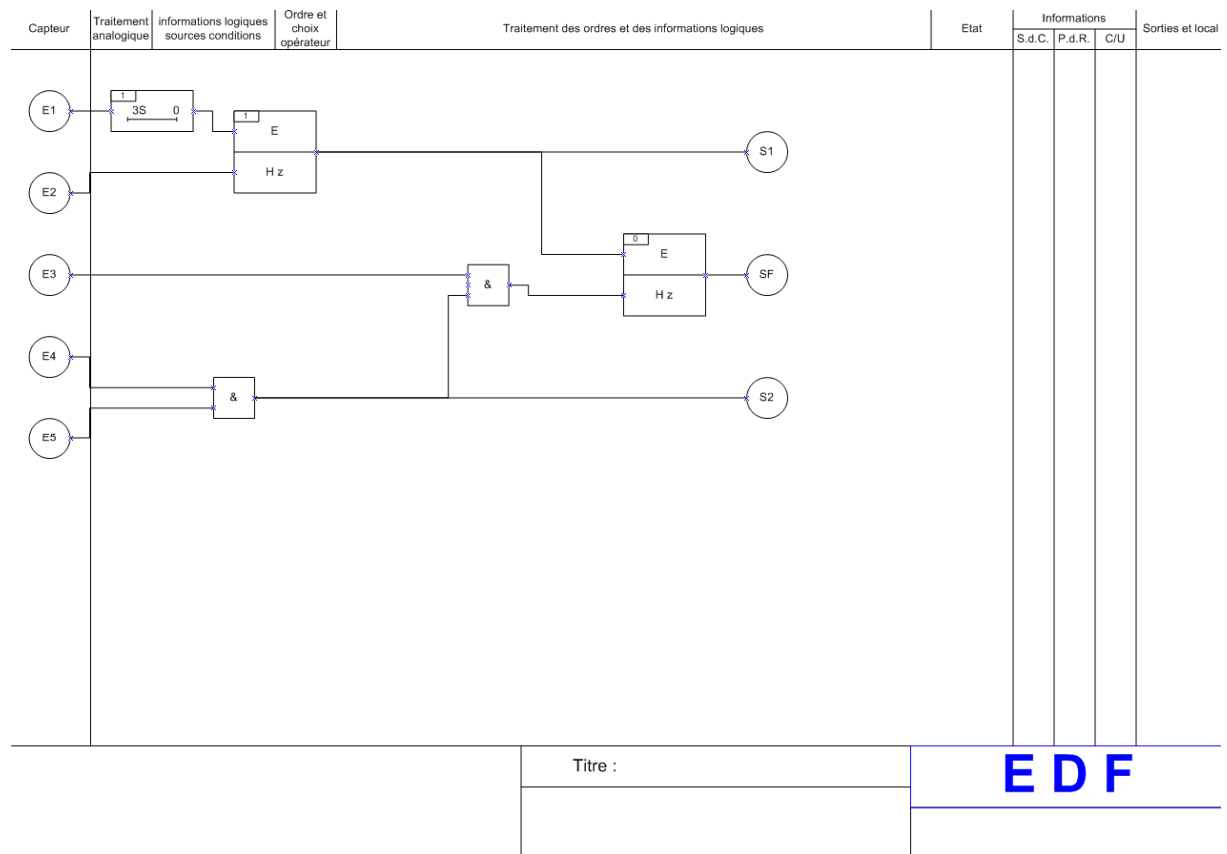 Capteur
Traitement
analogique
informations logiques
sources conditions
Ordre et
choix
opérateur
Traitement des ordres et des informations logiques
Etat
Informations
S.d.C.
P.d.R.
C/U
Sorties et local
E1
1
3S 0
1
E
H z
S1
E2
0
E
H z
E3
&
SF
E4
&
S2
E5
Titre :
E D F